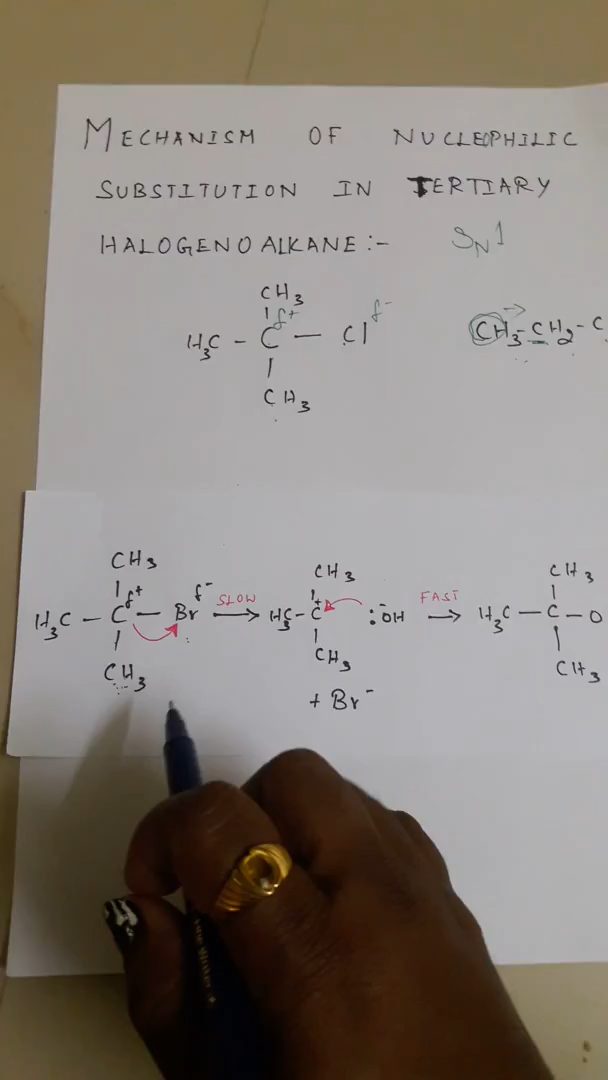 MECHANISM OF NUCLEOPHILIC
SUBSTITUTION IN TERTIARY
HALOGENOALKANE :- SN1
CH3
δ+ δ-
H3C - C - Cl CH3-CH2-C
CH3
CH3 CH3 CH3
δ+ δ-
H3C - C - Br SLOW → H3C - C+ :ŌH FAST → H3C - C - O
CH3 CH3 CH3
+ Br-